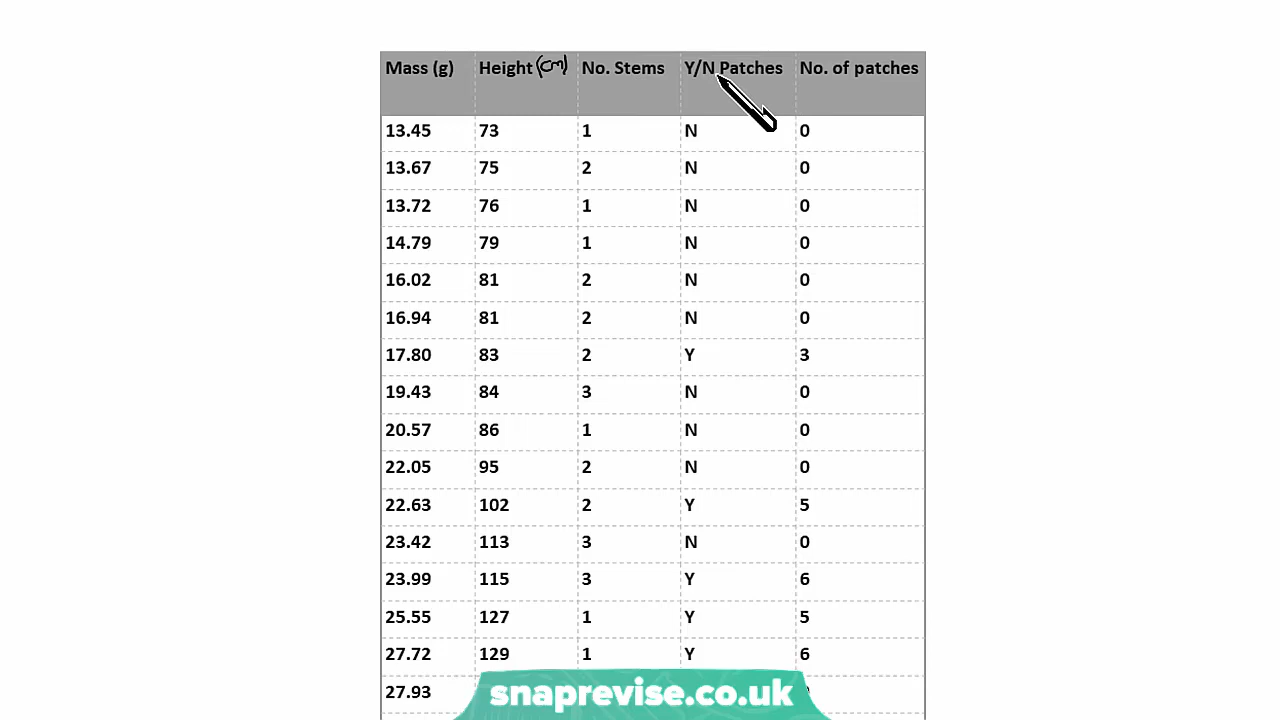 Mass (g) Height (cm) No. Stems Y/N Patches No. of patches
13.45 73 1 N 0
13.67 75 2 N 0
13.72 76 1 N 0
14.79 79 1 N 0
16.02 81 2 N 0
16.94 81 2 N 0
17.80 83 2 Y 3
19.43 84 3 N 0
20.57 86 1 N 0
22.05 95 2 N 0
22.63 102 2 Y 5
23.42 113 3 N 0
23.99 115 3 Y 6
25.55 127 1 Y 5
27.72 129 1 Y 6
27.93
snaprevise.co.uk